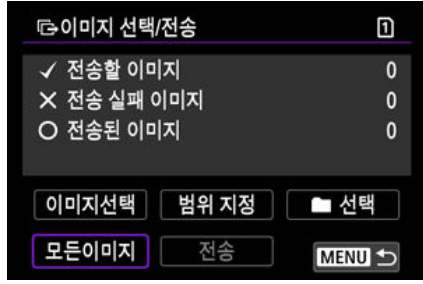 이미지 선택/전송 1
✓ 전송할 이미지 0
✕ 전송 실패 이미지 0
○ 전송된 이미지 0
이미지선택 범위 지정 선택
모든이미지 전송 MENU